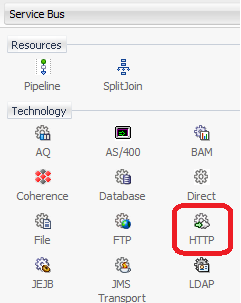 Service Bus
Resources
Pipeline SplitJoin
Technology
AQ AS/400 BAM
Coherence Database Direct
File FTP HTTP
JEJB JMS LDAP
Transport